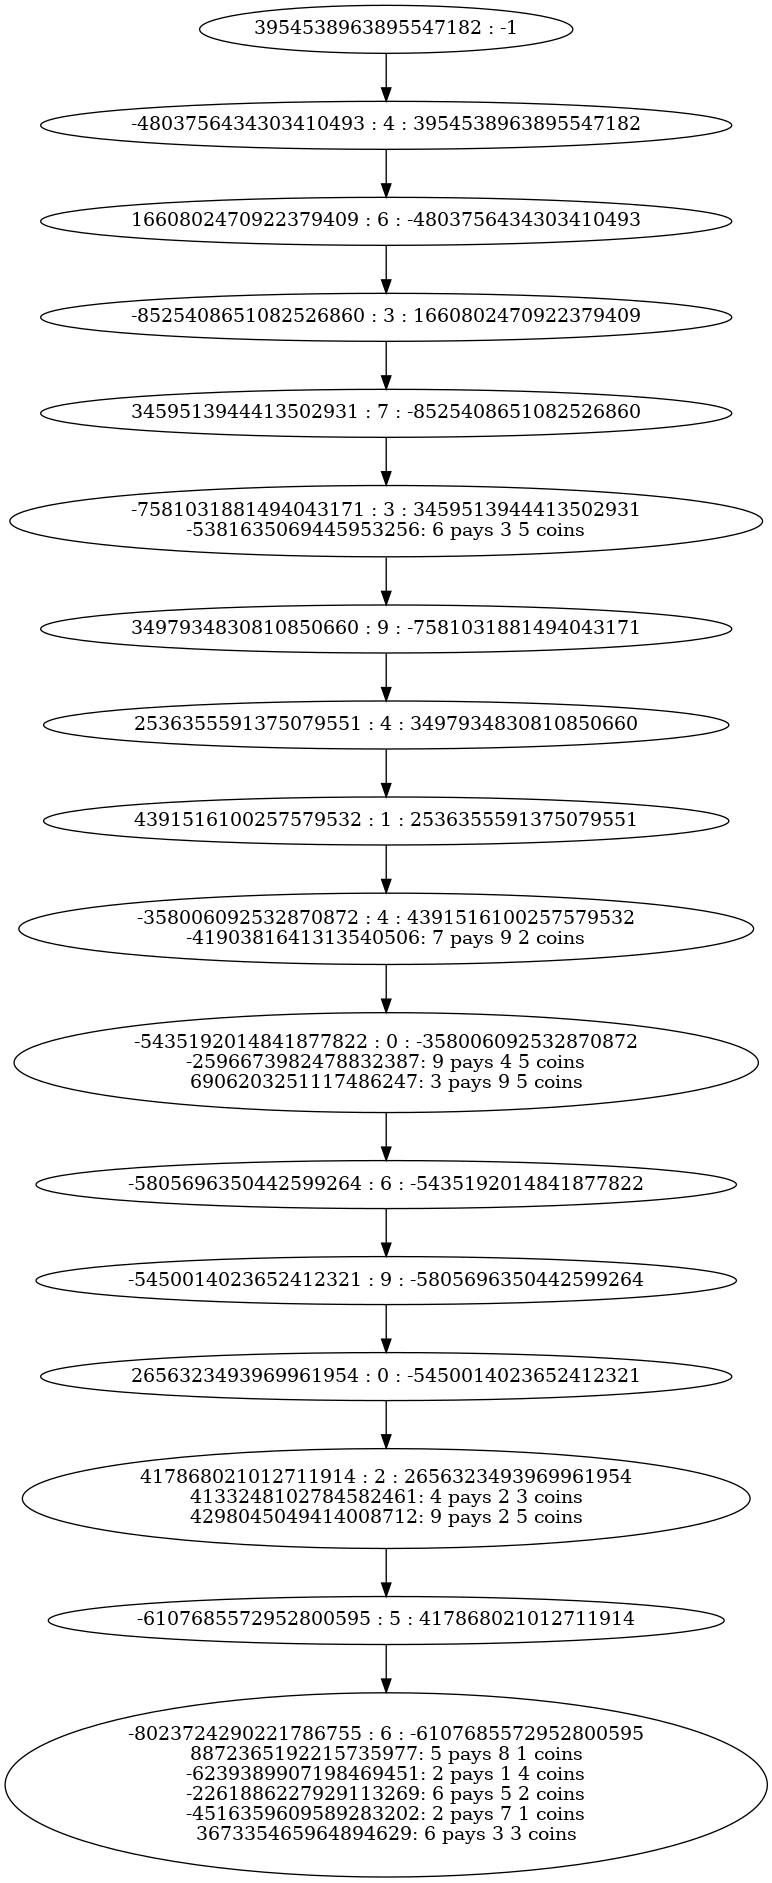 3954538963895547182 : -1
-4803756434303410493 : 4 : 3954538963895547182
1660802470922379409 : 6 : -4803756434303410493
-8525408651082526860 : 3 : 1660802470922379409
3459513944413502931 : 7 : -8525408651082526860
-7581031881494043171 : 3 : 3459513944413502931
-5381635069445953256: 6 pays 3 5 coins
3497934830810850660 : 9 : -7581031881494043171
2536355591375079551 : 4 : 3497934830810850660
4391516100257579532 : 1 : 2536355591375079551
-358006092532870872 : 4 : 4391516100257579532
-4190381641313540506: 7 pays 9 2 coins
-5435192014841877822 : 0 : -358006092532870872
-2596673982478832387: 9 pays 4 5 coins
6906203251117486247: 3 pays 9 5 coins
-5805696350442599264 : 6 : -5435192014841877822
-5450014023652412321 : 9 : -5805696350442599264
2656323493969961954 : 0 : -5450014023652412321
417868021012711914 : 2 : 2656323493969961954
4133248102784582461: 4 pays 2 3 coins
4298045049414008712: 9 pays 2 5 coins
-6107685572952800595 : 5 : 417868021012711914
-8023724290221786755 : 6 : -6107685572952800595
8872365192215735977: 5 pays 8 1 coins
-6239389907198469451: 2 pays 1 4 coins
-2261886227929113269: 6 pays 5 2 coins
-4516359609589283202: 2 pays 7 1 coins
367335465964894629: 6 pays 3 3 coins